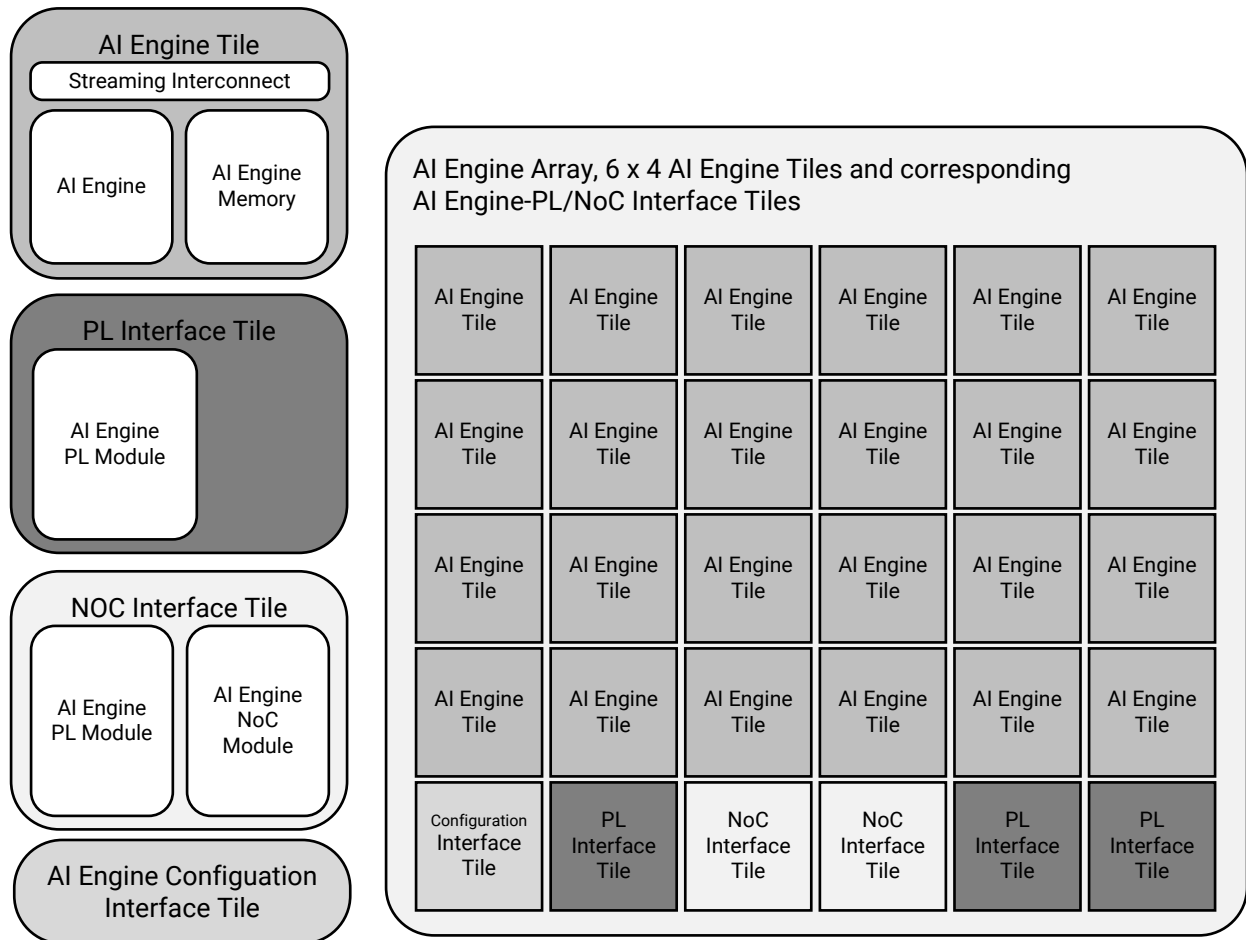 AI Engine Tile
Streaming Interconnect
AI Engine
AI Engine
Memory
PL Interface Tile
AI Engine
PL Module
NOC Interface Tile
AI Engine
PL Module
AI Engine
NoC
Module
AI Engine Configuation
Interface Tile
AI Engine Array, 6 x 4 AI Engine Tiles and corresponding
AI Engine-PL/NoC Interface Tiles
AI Engine
Tile
AI Engine
Tile
AI Engine
Tile
AI Engine
Tile
AI Engine
Tile
AI Engine
Tile
AI Engine
Tile
AI Engine
Tile
AI Engine
Tile
AI Engine
Tile
AI Engine
Tile
AI Engine
Tile
AI Engine
Tile
AI Engine
Tile
AI Engine
Tile
AI Engine
Tile
AI Engine
Tile
AI Engine
Tile
AI Engine
Tile
AI Engine
Tile
AI Engine
Tile
AI Engine
Tile
AI Engine
Tile
AI Engine
Tile
Configuration
Interface
Tile
PL
Interface
Tile
NoC
Interface
Tile
NoC
Interface
Tile
PL
Interface
Tile
PL
Interface
Tile